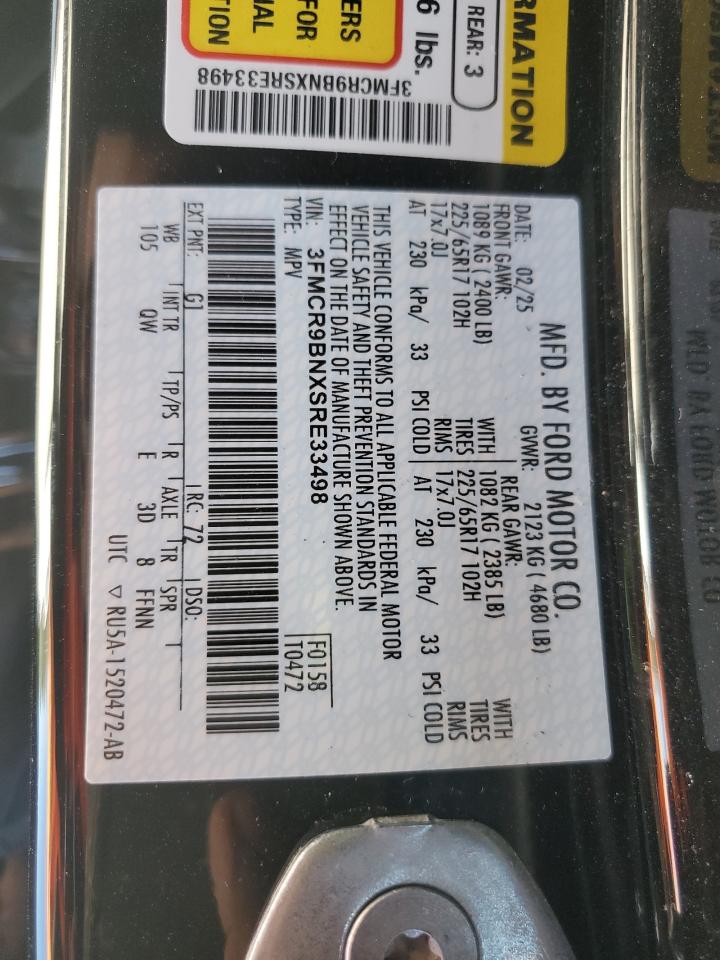 RMATION
REAR: 3
6 lbs.
ERS
FOR
IAL
TION
3FMCR9BNXSRE33498
MFD. BY FORD MOTOR CO.
DATE: 02/25 GVWR: 2123 KG ( 4680 LB)
FRONT GAWR: REAR GAWR:
1089 KG ( 2400 LB) WITH 1082 KG ( 2385 LB) WITH
225/65R17 102H TIRES 225/65R17 102H TIRES
17x7.0J RIMS 17x7.0J RIMS
AT 230 kPa/ 33 PSI COLD AT 230 kPa/ 33 PSI COLD
THIS VEHICLE CONFORMS TO ALL APPLICABLE FEDERAL MOTOR
VEHICLE SAFETY AND THEFT PREVENTION STANDARDS IN
EFFECT ON THE DATE OF MANUFACTURE SHOWN ABOVE.
VIN: 3FMCR9BNXSRE33498 F0158
TYPE: MPV T0472
EXT PNT: G1 RC: 72 DSO:
WB INT TR TP/PS R AXLE TR SPR
105 QW E 3D 8 FFNN
UTC ▽ RU5A-1520472-AB